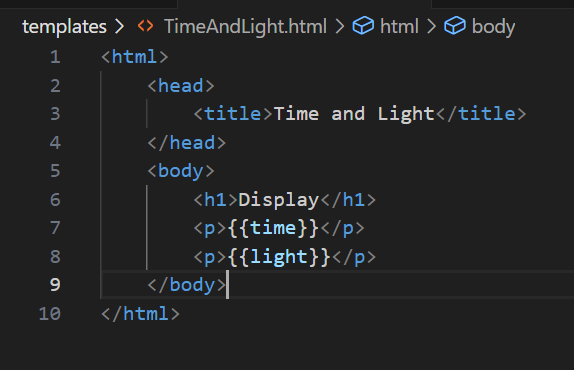 templates > <> TimeAndLight.html > html > body
1 <html>
2 <head>
3 <title>Time and Light</title>
4 </head>
5 <body>
6 <h1>Display</h1>
7 <p>{{time}}</p>
8 <p>{{light}}</p>
9 </body>
10 </html>